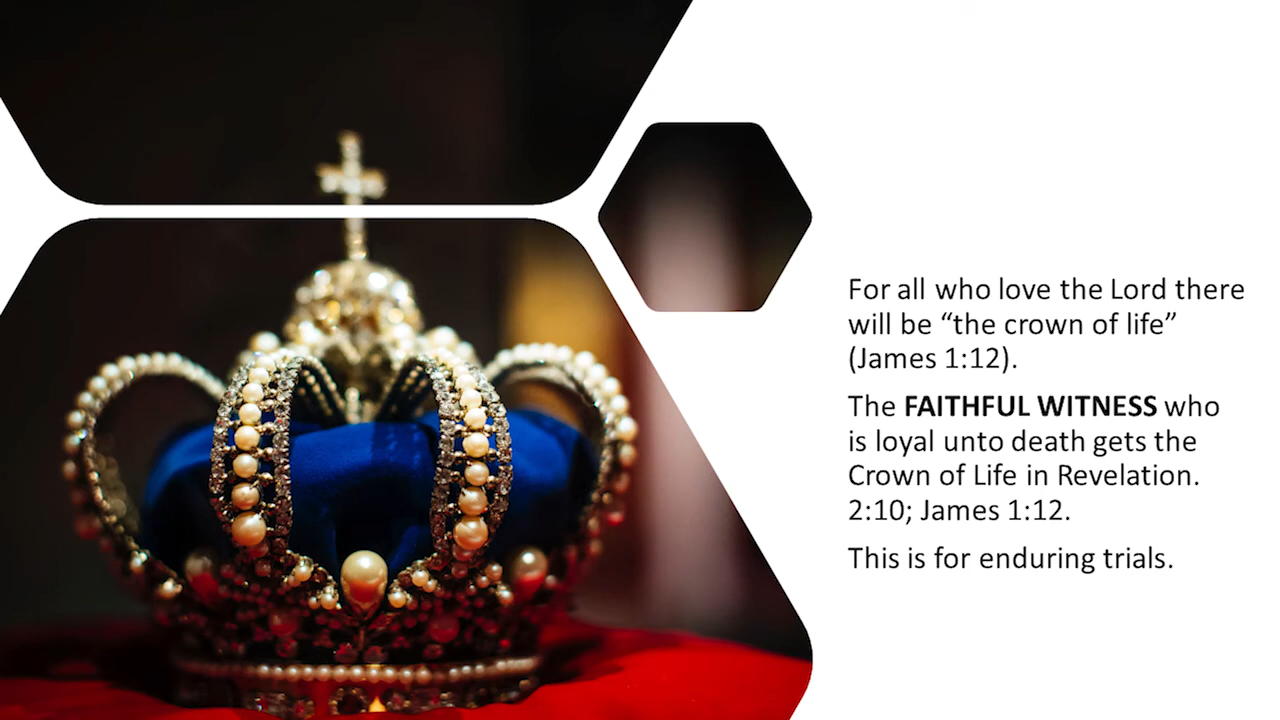 For all who love the Lord there
will be “the crown of life”
(James 1:12).
The FAITHFUL WITNESS who
is loyal unto death gets the
Crown of Life in Revelation.
2:10; James 1:12.
This is for enduring trials.